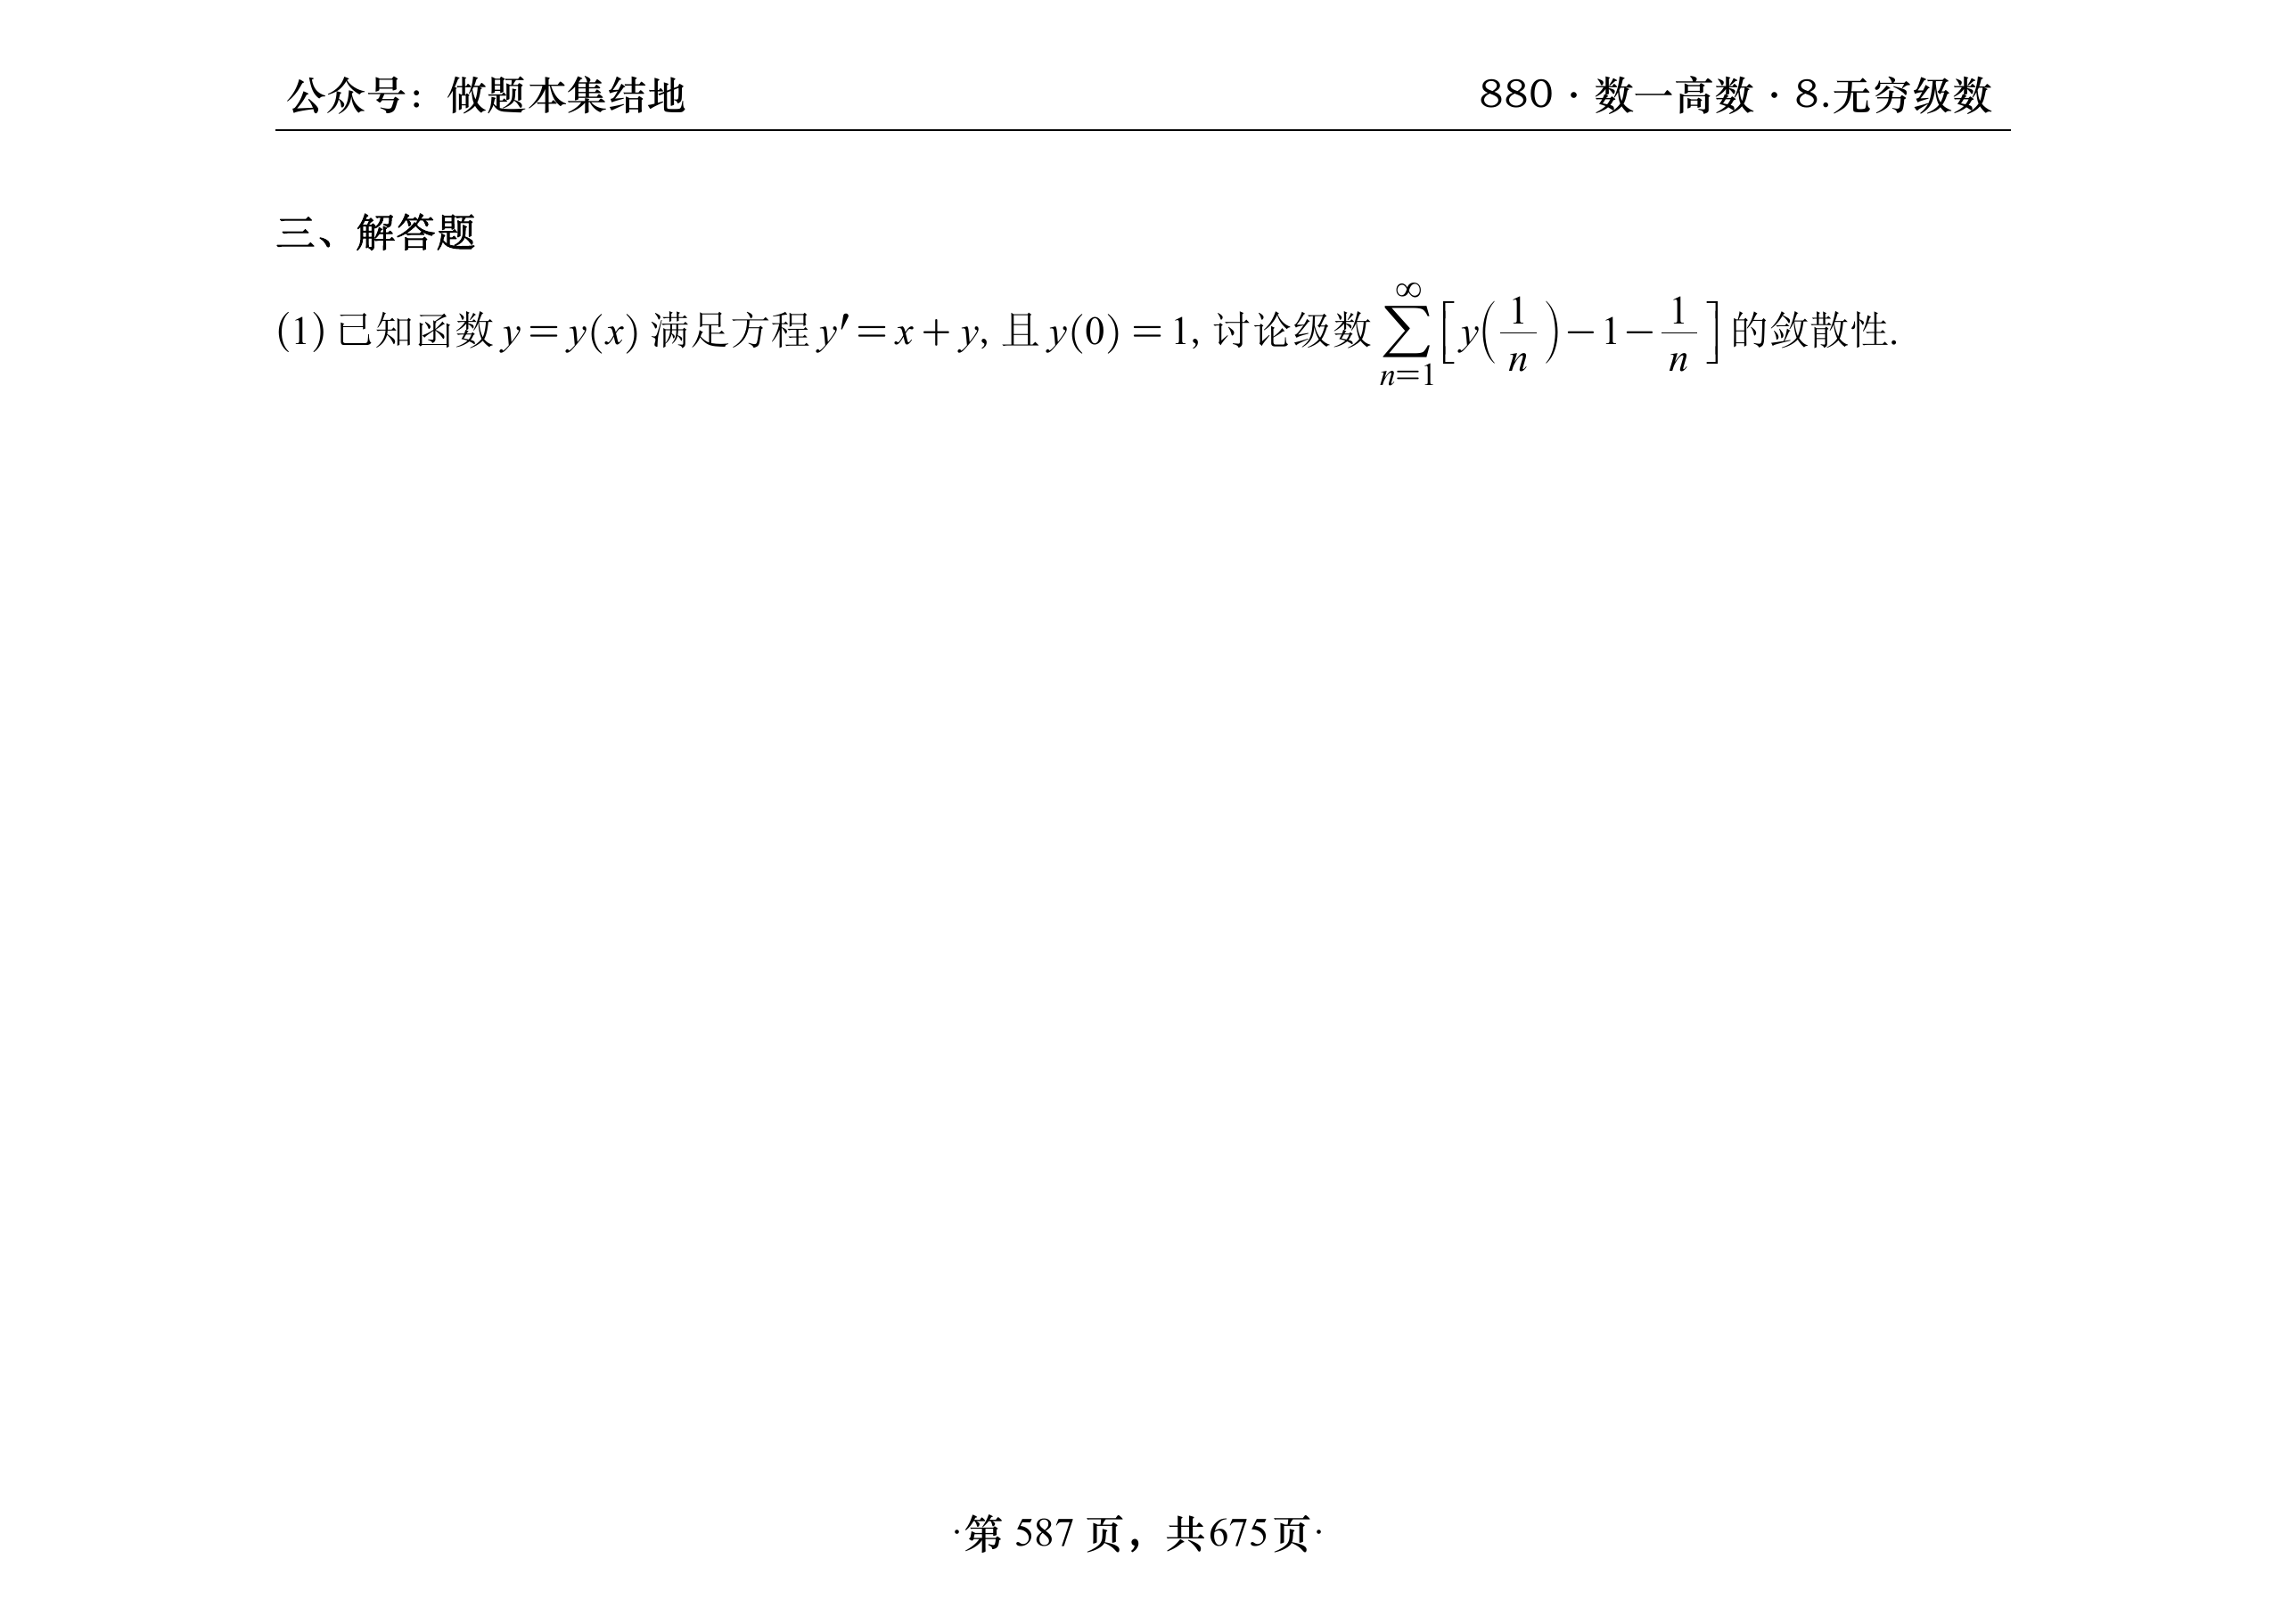 公众号：做题本集结地
880·数一高数·8.无穷级数
三、解答题
(1) 已知函数 $y=y(x)$ 满足方程 $y'=x+y$, 且 $y(0)=1$, 讨论级数 $\sum_{n=1}^{\infty}\left[y\left(\frac{1}{n}\right)-1-\frac{1}{n}\right]$ 的敛散性.
·第 587 页，共675页·